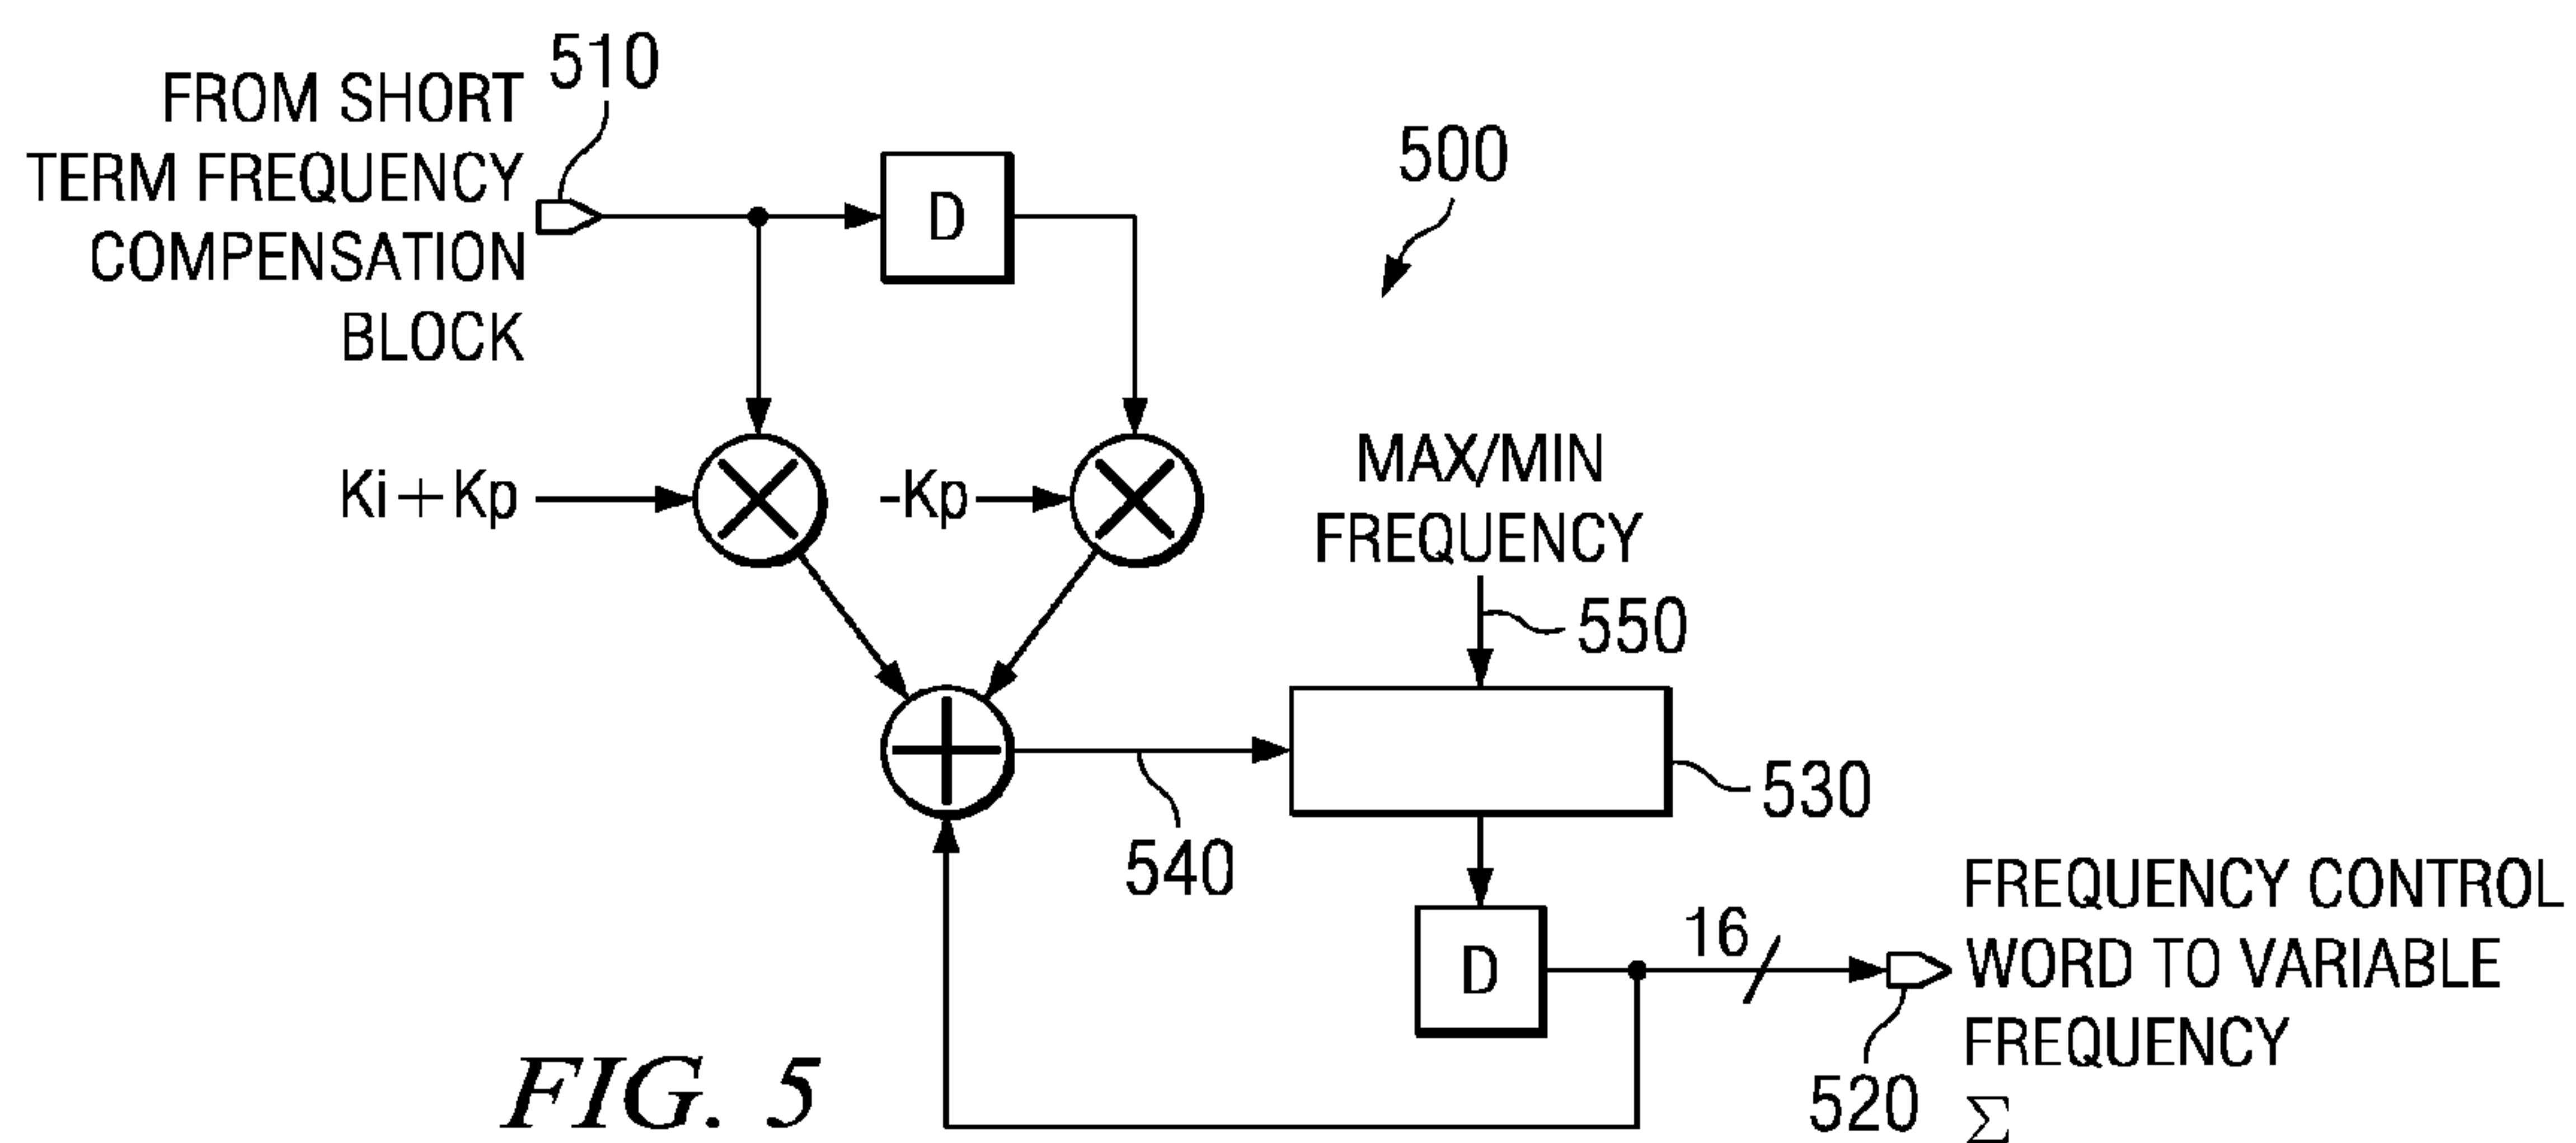 510
FROM SHORT
TERM FREQUENCY
COMPENSATION
BLOCK
D
500
Ki+Kp
-Kp
MAX/MIN
FREQUENCY
550
530
540
D
16
FREQUENCY CONTROL
WORD TO VARIABLE
FREQUENCY
Σ
520
FIG. 5